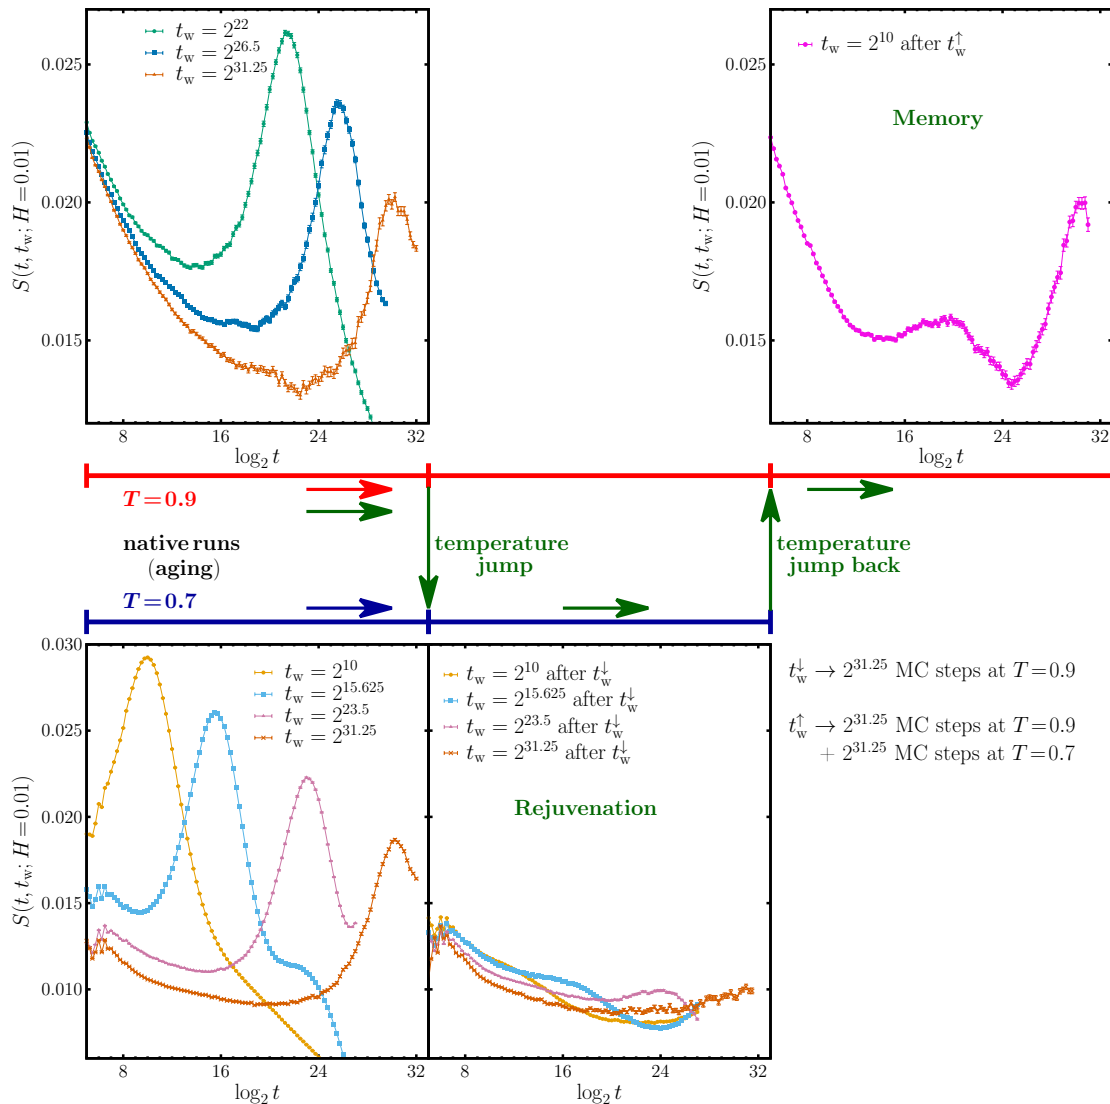 t_w = 2^22
t_w = 2^26.5
t_w = 2^31.25
0.025
0.020
0.015
S(t, t_w; H = 0.01)
8 16 24 32
log_2 t
t_w = 2^10 after t_w^↑
Memory
0.025
0.020
0.015
S(t, t_w; H = 0.01)
8 16 24 32
log_2 t
T = 0.9
native runs
(aging)
T = 0.7
temperature
jump
temperature
jump back
0.030
0.025
0.020
0.015
0.010
S(t, t_w; H = 0.01)
t_w = 2^10
t_w = 2^15.625
t_w = 2^23.5
t_w = 2^31.25
8 16 24
log_2 t
t_w = 2^10 after t_w^↓
t_w = 2^15.625 after t_w^↓
t_w = 2^23.5 after t_w^↓
t_w = 2^31.25 after t_w^↓
Rejuvenation
8 16 24 32
log_2 t
t_w^↓ → 2^31.25 MC steps at T = 0.9
t_w^↑ → 2^31.25 MC steps at T = 0.9
+ 2^31.25 MC steps at T = 0.7